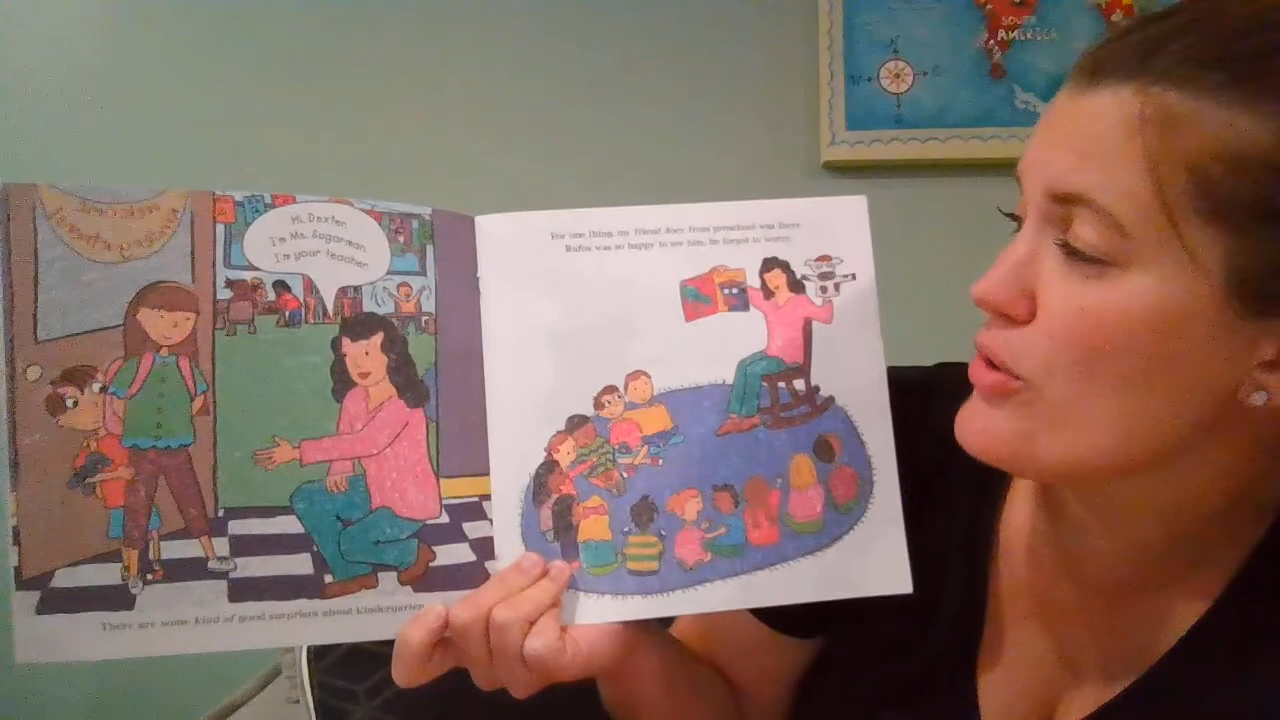 SOUTH
AMERICA
N
Hi, Dexter.
I'm Ms. Sugarman.
I'm your teacher.
For one thing, my friend Joey from preschool was there.
Rufus was so happy to see him, he forgot to worry.
There are some kind of good surprises about kindergarten.